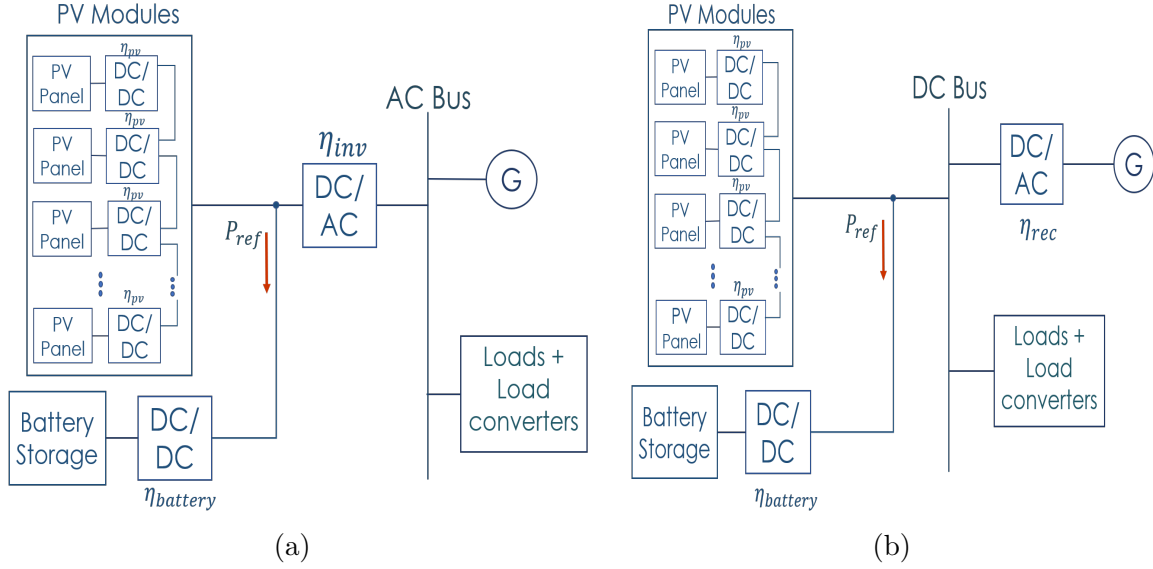 PV Modules
η_pv
PV
Panel
DC/
DC
η_pv
PV
Panel
DC/
DC
η_pv
PV
Panel
DC/
DC
η_pv
PV
Panel
DC/
DC
Battery
Storage
DC/
DC
η_battery
P_ref
η_inv
DC/
AC
AC Bus
G
Loads +
Load
converters
(a)
PV Modules
η_pv
PV
Panel
DC/
DC
η_pv
PV
Panel
DC/
DC
η_pv
PV
Panel
DC/
DC
η_pv
PV
Panel
DC/
DC
Battery
Storage
DC/
DC
η_battery
P_ref
DC Bus
DC/
AC
η_rec
G
Loads +
Load
converters
(b)